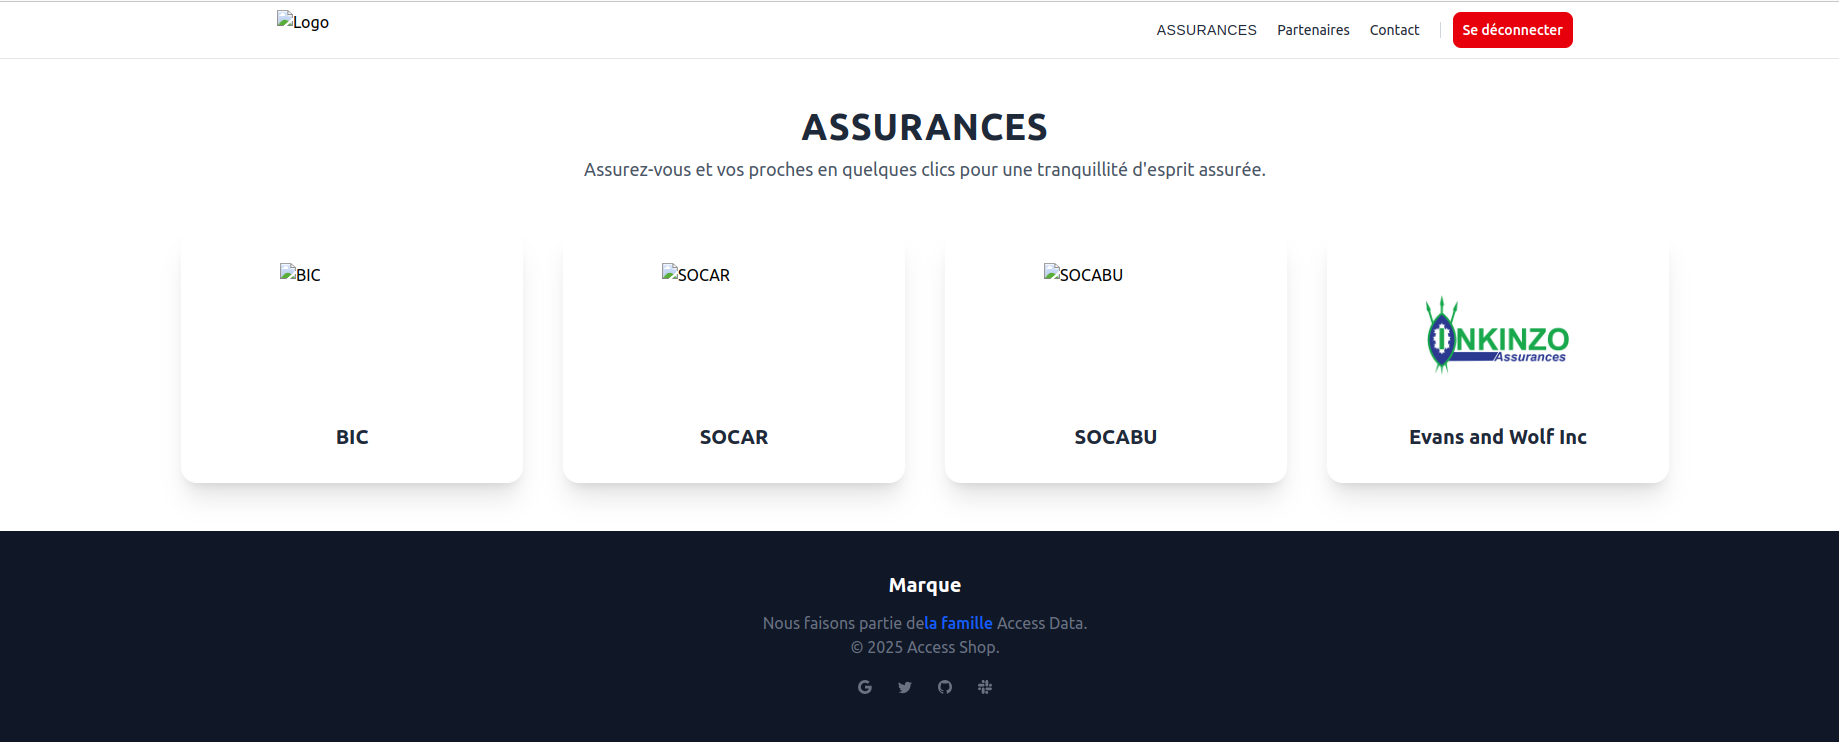 Logo
ASSURANCES
Partenaires
Contact
Se déconnecter
ASSURANCES
Assurez-vous et vos proches en quelques clics pour une tranquillité d'esprit assurée.
BIC
BIC
SOCAR
SOCAR
SOCABU
SOCABU
INKINZO
Assurances
Evans and Wolf Inc
Marque
Nous faisons partie dela famille Access Data.
© 2025 Access Shop.